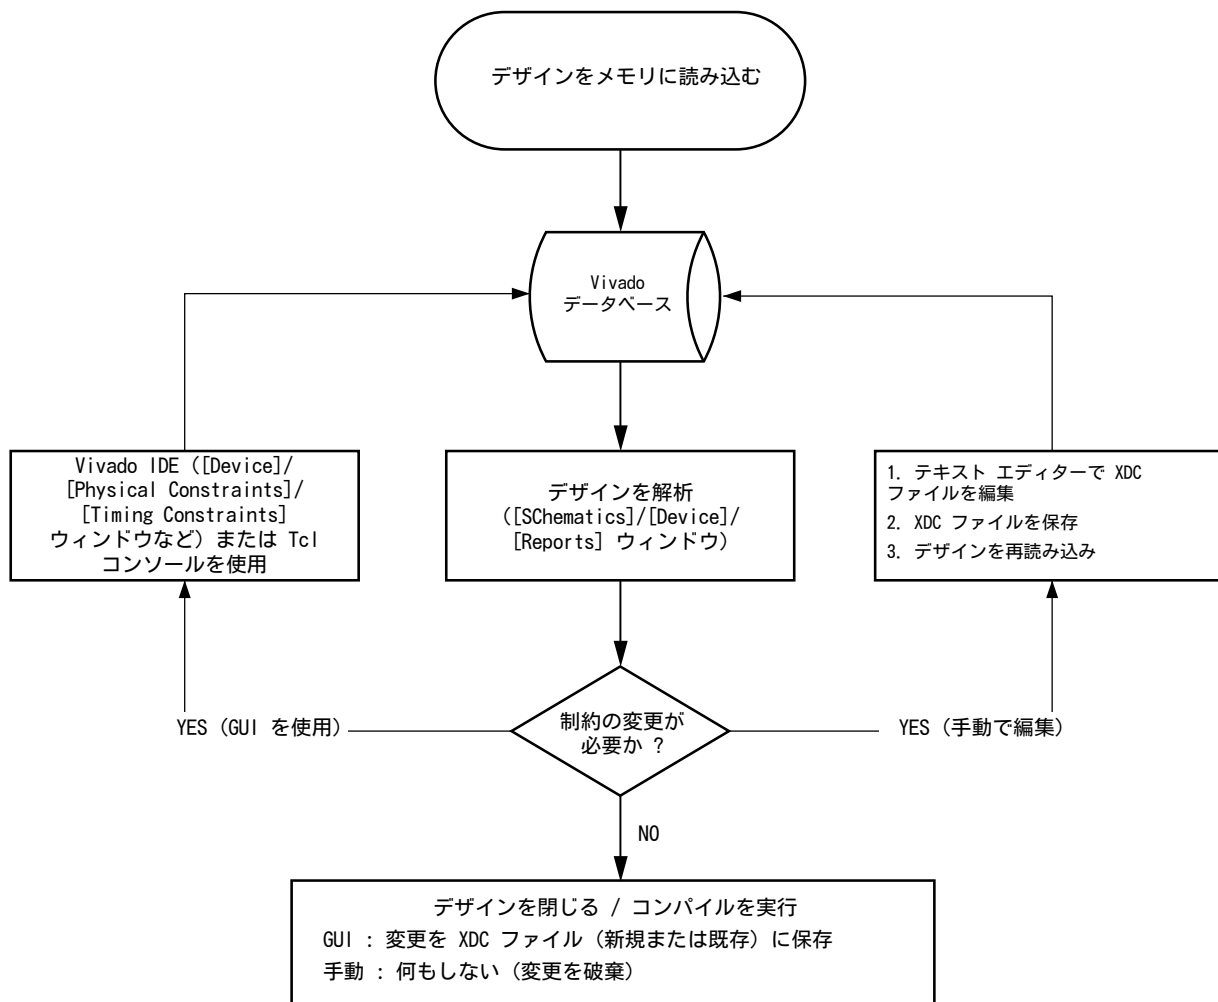 デザインをメモリに読み込む
Vivado
データベース
Vivado IDE ([Device]/
[Physical Constraints]/
[Timing Constraints]
ウィンドウなど) または Tcl
コンソールを使用
デザインを解析
([SChematics]/[Device]/
[Reports] ウィンドウ)
1. テキスト エディターで XDC
ファイルを編集
2. XDC ファイルを保存
3. デザインを再読み込み
YES (GUI を使用)
制約の変更が
必要か ?
YES (手動で編集)
NO
デザインを閉じる / コンパイルを実行
GUI : 変更を XDC ファイル (新規または既存) に保存
手動 : 何もしない (変更を破棄)